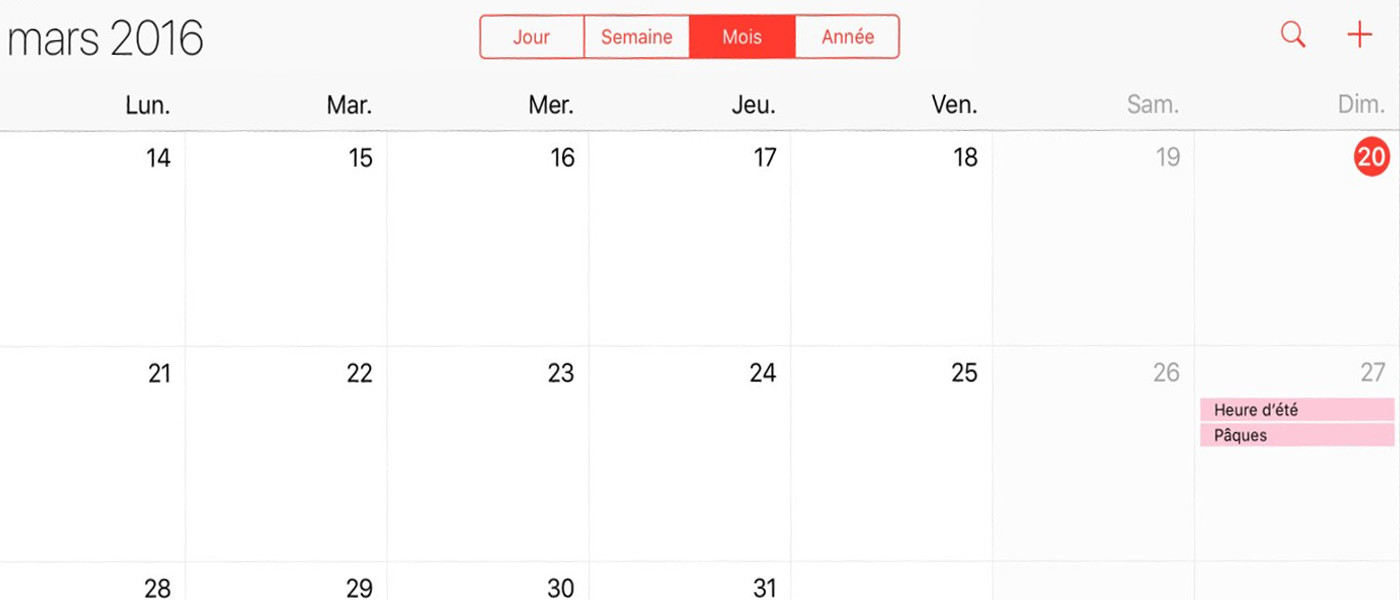 mars 2016 Jour Semaine Mois Année
Lun. Mar. Mer. Jeu. Ven. Sam. Dim.
14 15 16 17 18 19 20
21 22 23 24 25 26 27
Heure d’été
Pâques
28 29 30 31